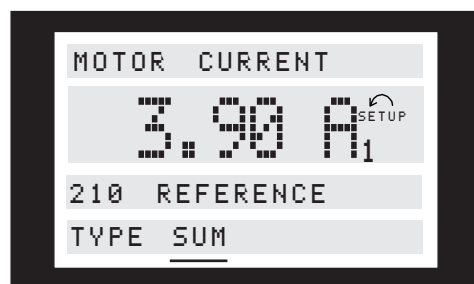 MOTOR CURRENT
3.90 A SETUP 1
210 REFERENCE
TYPE SUM